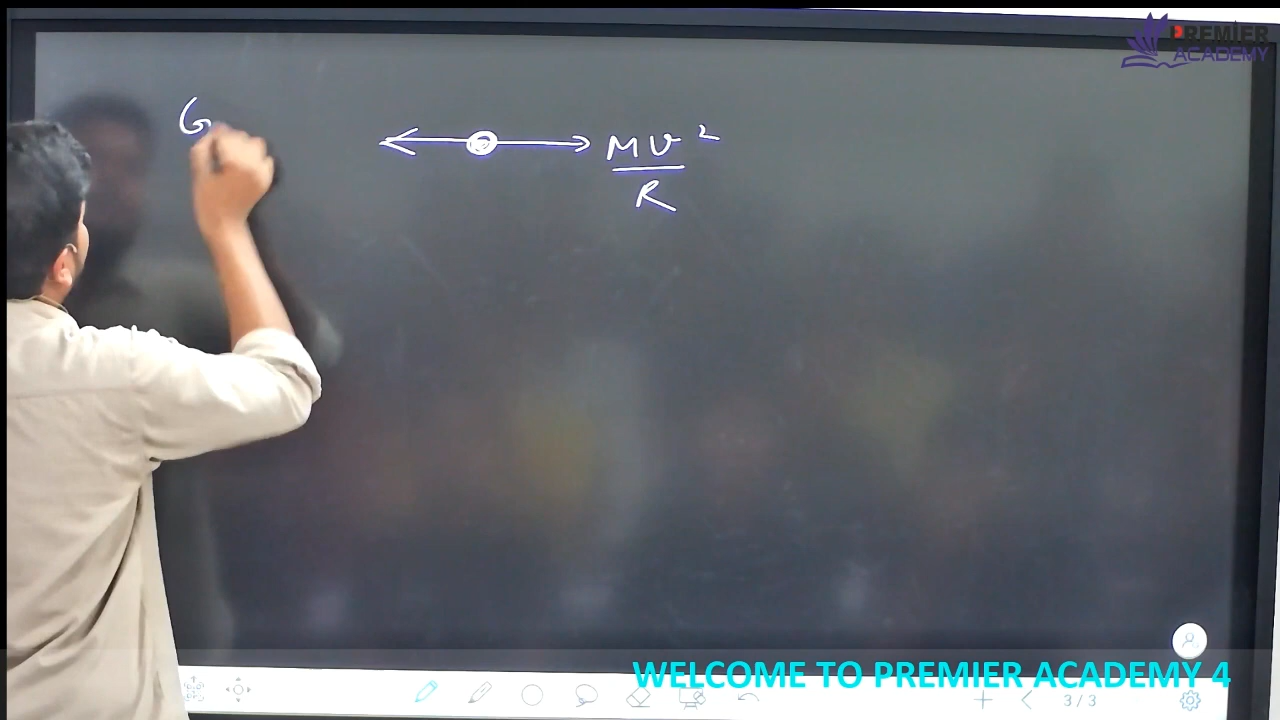 PREMIER
ACADEMY
G
MV²
R
WELCOME TO PREMIER ACADEMY 4
3/3